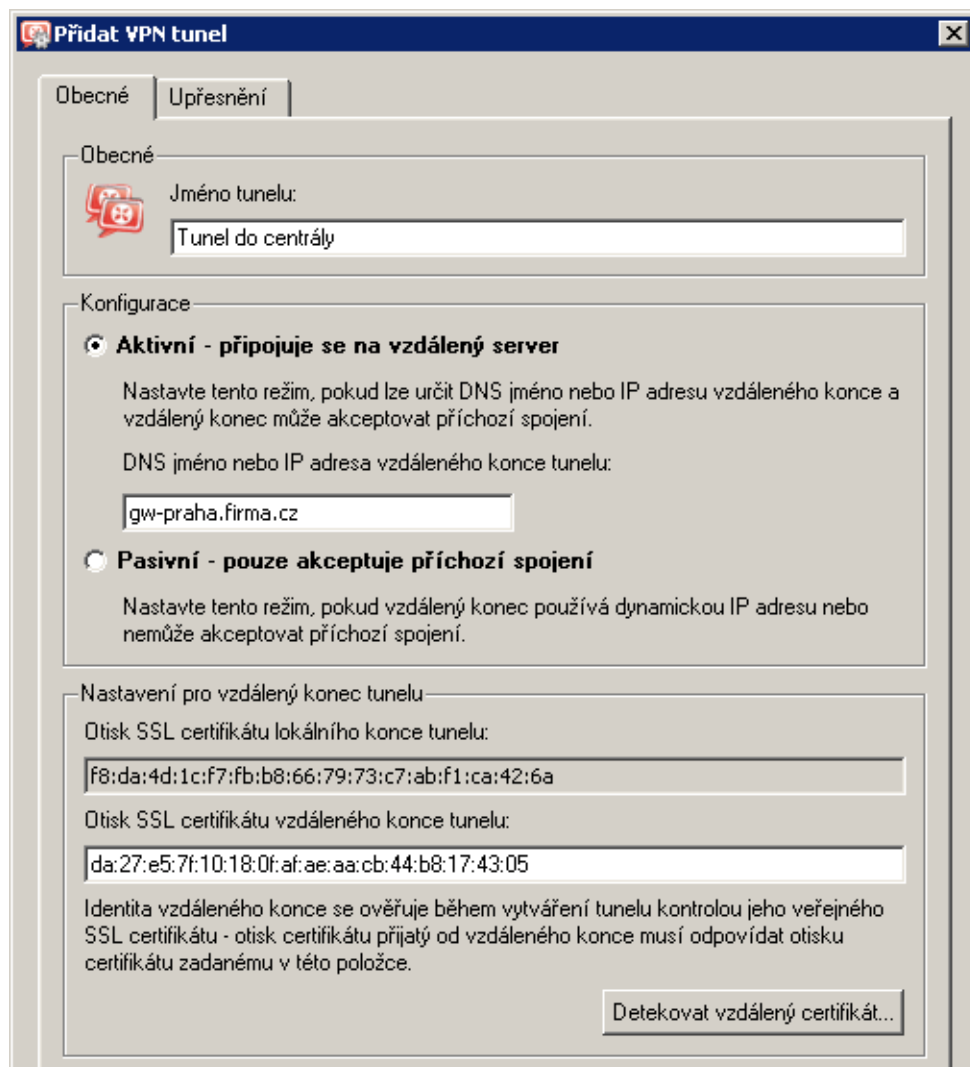 Přidat VPN tunel
Obecné
Upřesnění
Obecné
Jméno tunelu:
Tunel do centrály
Konfigurace
Aktivní - připojuje se na vzdálený server
Nastavte tento režim, pokud lze určit DNS jméno nebo IP adresu vzdáleného konce a
vzdálený konec může akceptovat příchozí spojení.
DNS jméno nebo IP adresa vzdáleného konce tunelu:
gw-praha.firma.cz
Pasivní - pouze akceptuje příchozí spojení
Nastavte tento režim, pokud vzdálený konec používá dynamickou IP adresu nebo
nemůže akceptovat příchozí spojení.
Nastavení pro vzdálený konec tunelu
Otisk SSL certifikátu lokálního konce tunelu:
f8:da:4d:1c:f7:fb:b8:66:79:73:c7:ab:f1:ca:42:6a
Otisk SSL certifikátu vzdáleného konce tunelu:
da:27:e5:7f:10:18:0f:af:ae:aa:cb:44:b8:17:43:05
Identita vzdáleného konce se ověřuje během vytváření tunelu kontrolou jeho veřejného
SSL certifikátu - otisk certifikátu přijatý od vzdáleného konce musí odpovídat otisku
certifikátu zadanému v této položce.
Detekovat vzdálený certifikát...